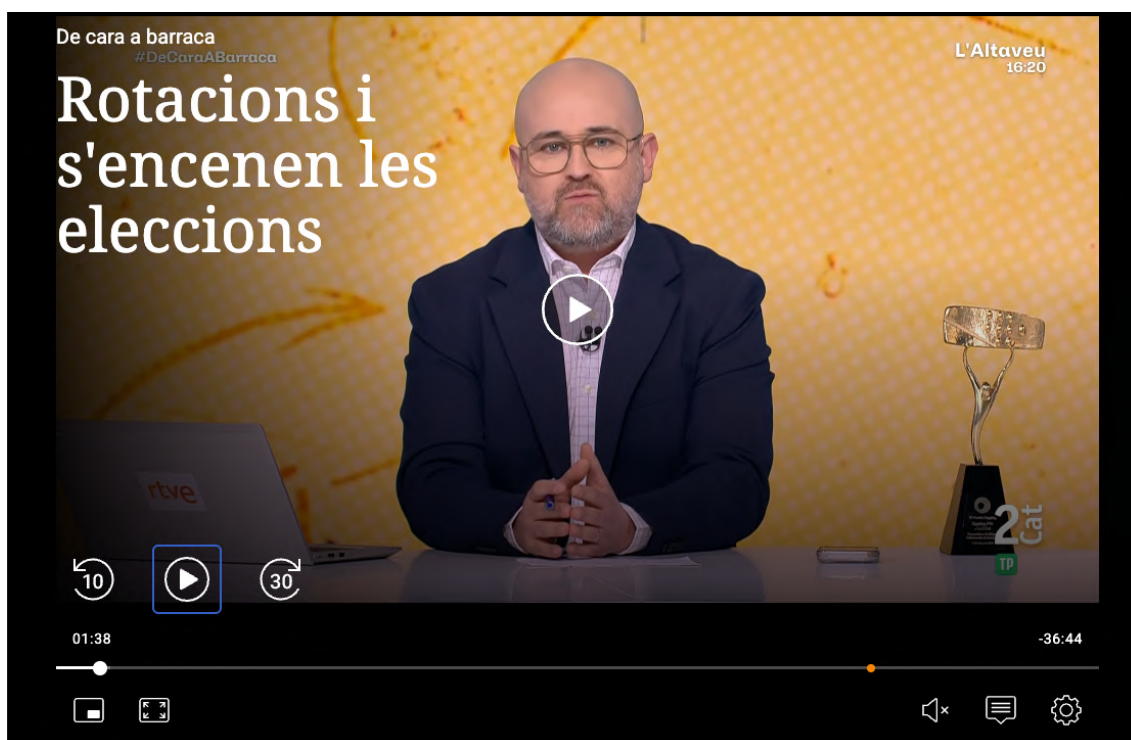 De cara a barraca
#DeCaraABarraca
L'Altaveu
16:20
Rotacions i
s'encenen les
eleccions
rtve
2
Cat
TP
10
30
01:38
-36:44